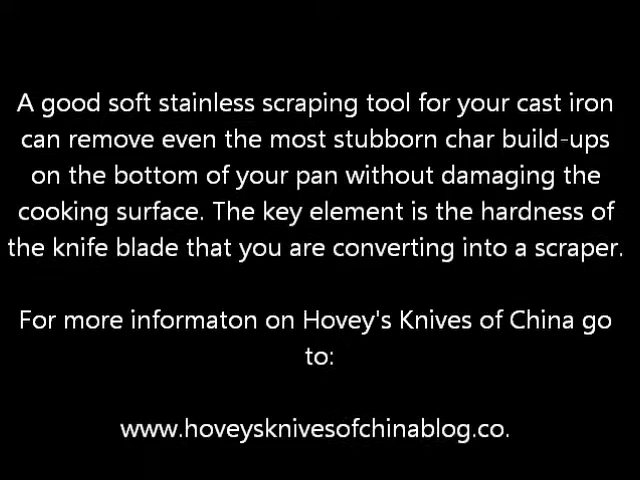 A good soft stainless scraping tool for your cast iron
can remove even the most stubborn char build-ups
on the bottom of your pan without damaging the
cooking surface. The key element is the hardness of
the knife blade that you are converting into a scraper.
For more informaton on Hovey's Knives of China go
to:
www.hoveysknivesofchinablog.co.